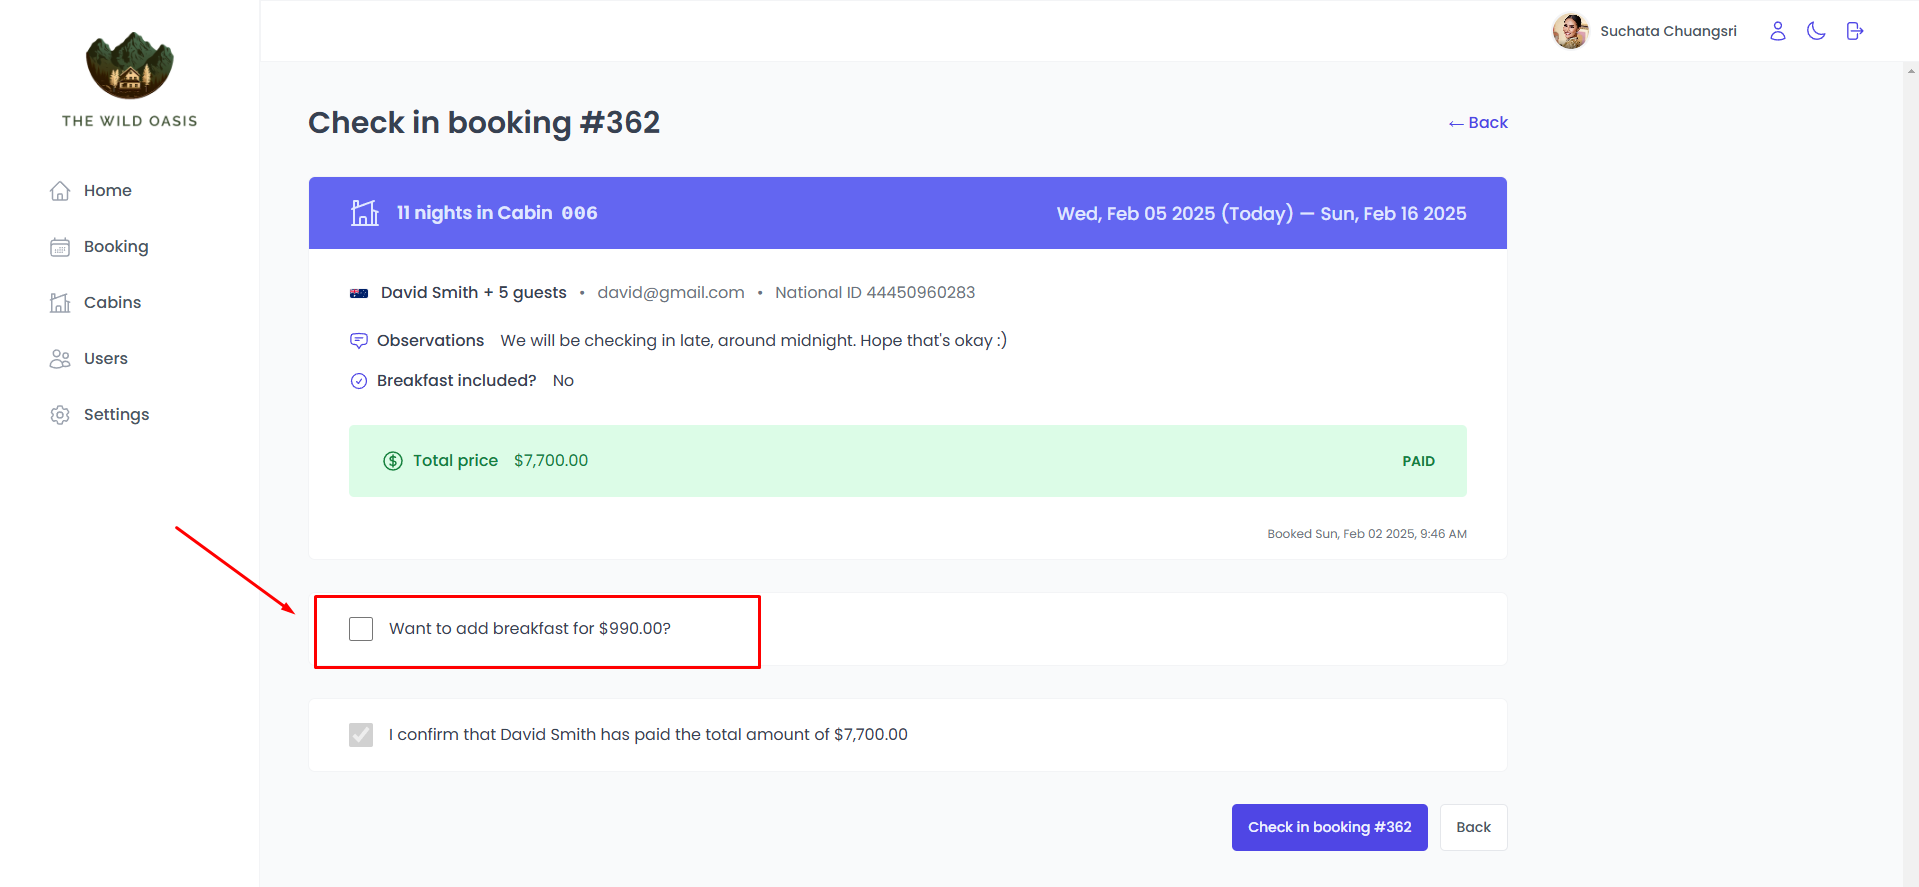 Suchata Chuangsri
THE WILD OASIS
Home
Booking
Cabins
Users
Settings
Check in booking #362
← Back
11 nights in Cabin 006
Wed, Feb 05 2025 (Today) — Sun, Feb 16 2025
David Smith + 5 guests • david@gmail.com • National ID 44450960283
Observations We will be checking in late, around midnight. Hope that's okay :)
Breakfast included? No
Total price $7,700.00
PAID
Booked Sun, Feb 02 2025, 9:46 AM
Want to add breakfast for $990.00?
I confirm that David Smith has paid the total amount of $7,700.00
Check in booking #362
Back